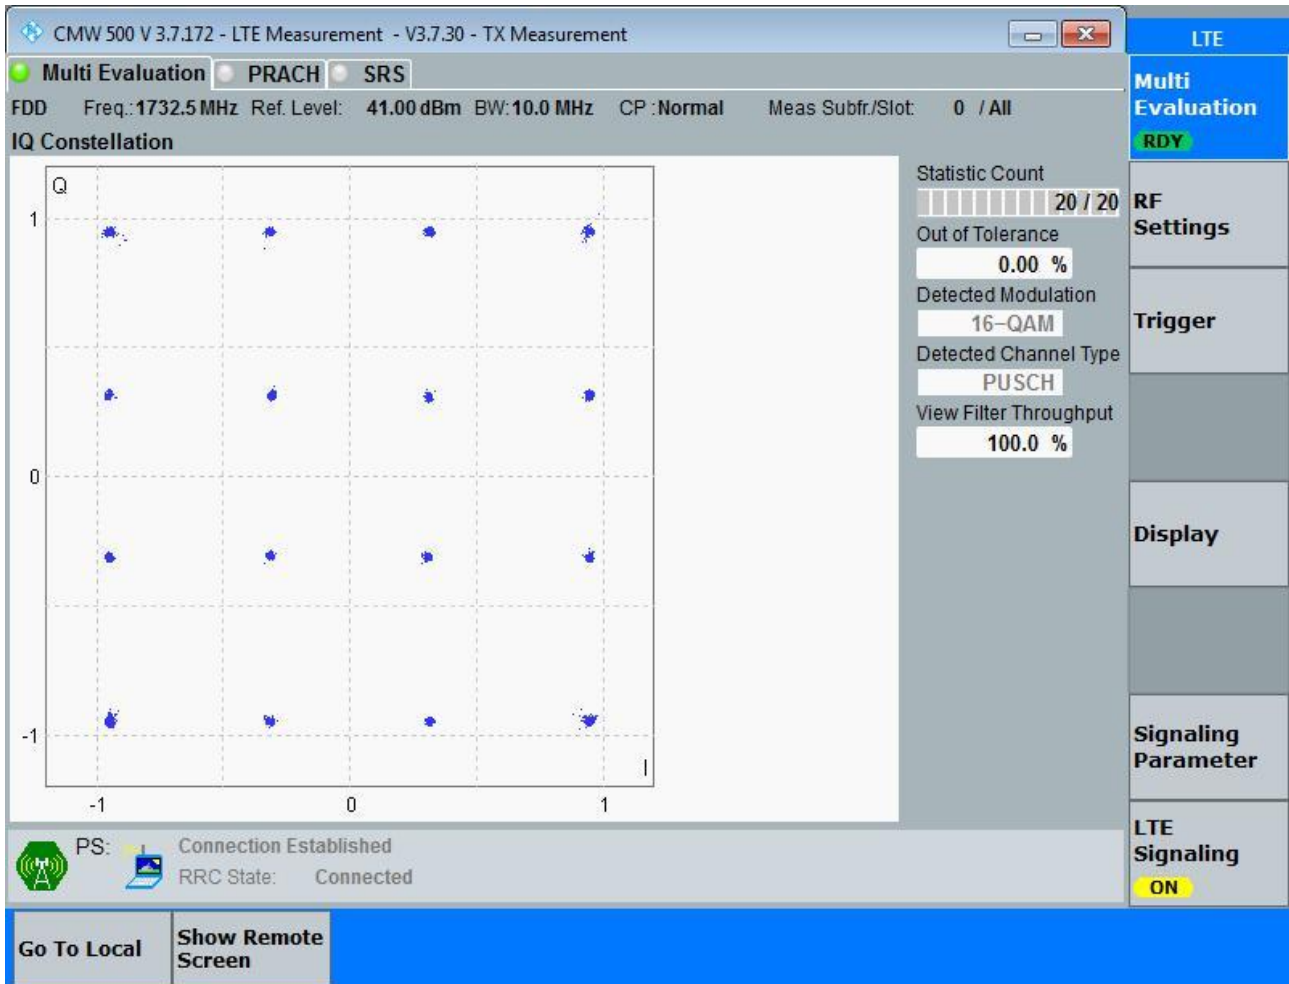 CMW 500 V 3.7.172 - LTE Measurement - V3.7.30 - TX Measurement
LTE
Multi Evaluation PRACH SRS
FDD Freq.: 1732.5 MHz Ref. Level: 41.00 dBm BW: 10.0 MHz CP : Normal Meas Subfr./Slot: 0 / All
IQ Constellation
Q
1
0
-1
-1 0 1
I
Statistic Count
20 / 20
Out of Tolerance
0.00 %
Detected Modulation
16-QAM
Detected Channel Type
PUSCH
View Filter Throughput
100.0 %
Multi
Evaluation
RDY
RF
Settings
Trigger
Display
Signaling
Parameter
LTE
Signaling
ON
PS: Connection Established
RRC State: Connected
Go To Local
Show Remote
Screen